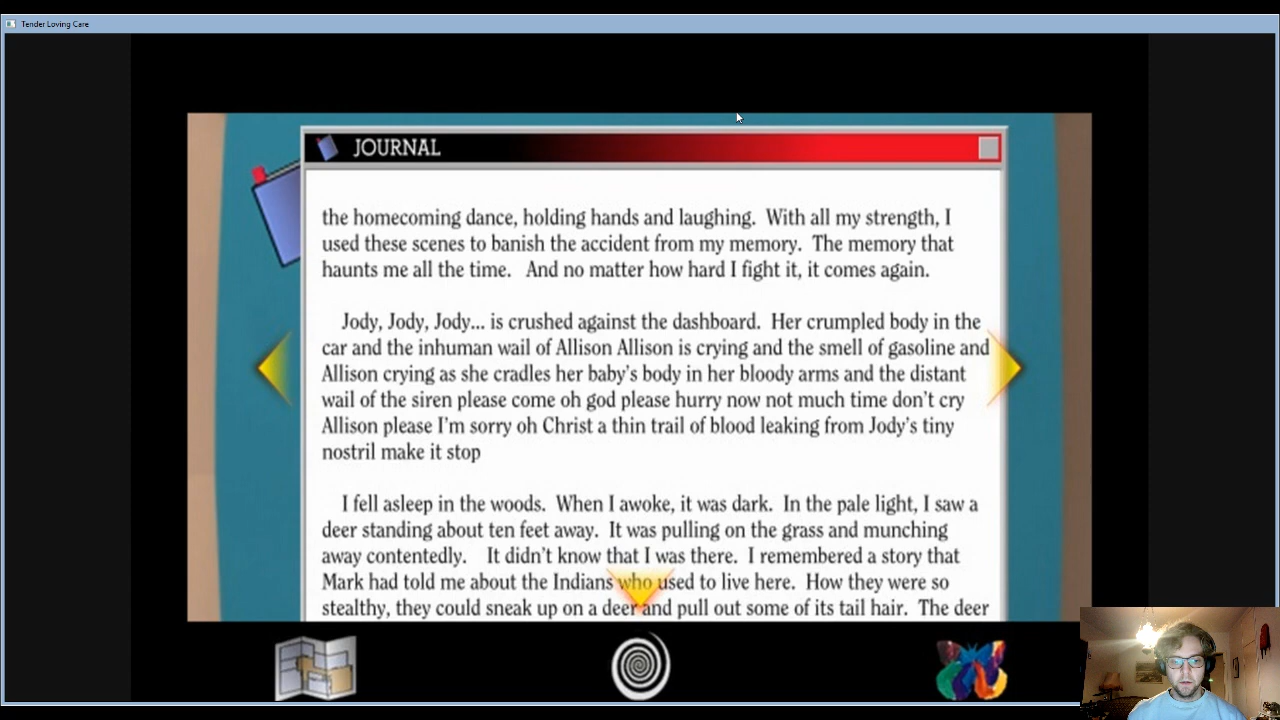 Tender Loving Care
JOURNAL
the homecoming dance, holding hands and laughing.  With all my strength, I
used these scenes to banish the accident from my memory.  The memory that
haunts me all the time.   And no matter how hard I fight it, it comes again.
Jody, Jody, Jody... is crushed against the dashboard.  Her crumpled body in the
car and the inhuman wail of Allison Allison is crying and the smell of gasoline and
Allison crying as she cradles her baby's body in her bloody arms and the distant
wail of the siren please come oh god please hurry now not much time don't cry
Allison please I'm sorry oh Christ a thin trail of blood leaking from Jody's tiny
nostril make it stop
I fell asleep in the woods.  When I awoke, it was dark.  In the pale light, I saw a
deer standing about ten feet away.  It was pulling on the grass and munching
away contentedly.    It didn't know that I was there.  I remembered a story that
Mark had told me about the Indians who used to live here.  How they were so
stealthy, they could sneak up on a deer and pull out some of its tail hair.  The deer